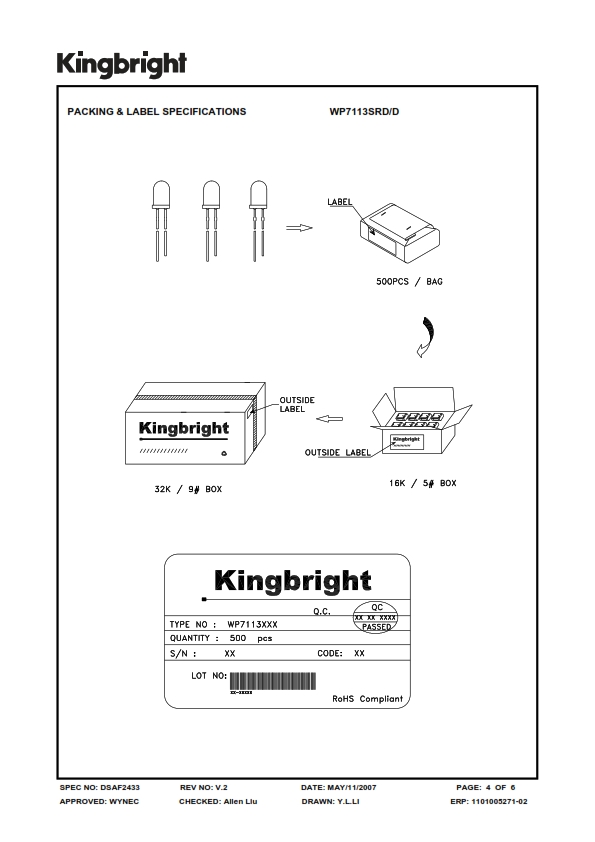 Kingbright
PACKING & LABEL SPECIFICATIONS WP7113SRD/D
LABEL
500PCS / BAG
OUTSIDE
LABEL
Kingbright
Kingbright
OUTSIDE LABEL
32K / 9# BOX
16K / 5# BOX
Kingbright
Q.C.
QC
XX XX XXXX
PASSED
TYPE NO : WP7113XXX
QUANTITY : 500 pcs
S/N : XX CODE: XX
LOT NO:
XX-XXXXX
RoHS Compliant
SPEC NO: DSAF2433 REV NO: V.2 DATE: MAY/11/2007 PAGE: 4 OF 6
APPROVED: WYNEC CHECKED: Allen Liu DRAWN: Y.L.LI ERP: 1101005271-02